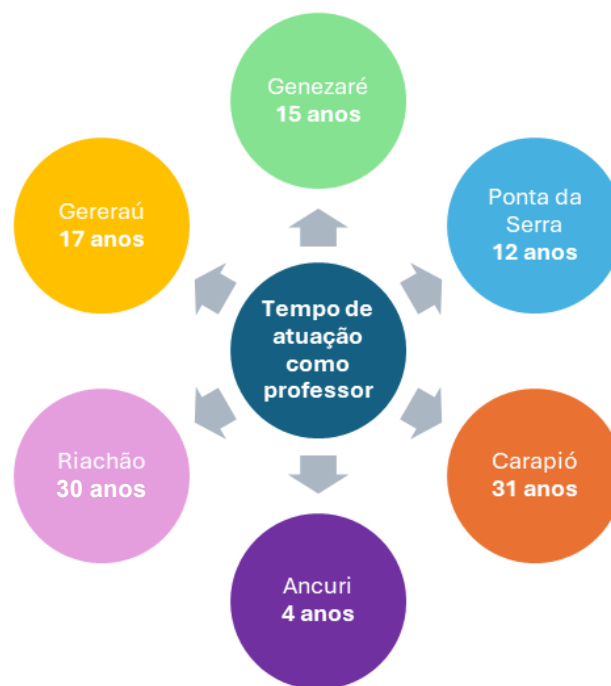 Genezaré
15 anos
Gereraú
17 anos
Ponta da
Serra
12 anos
Tempo de
atuação
como
professor
Riachão
30 anos
Carapió
31 anos
Ancuri
4 anos